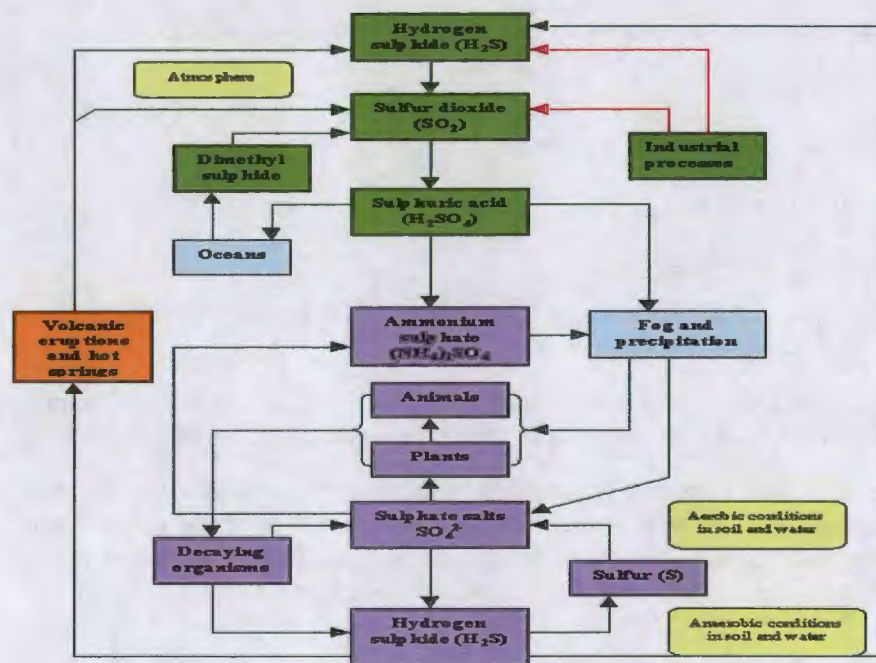 Hydrogen
sulphide (H₂S)
Atmosphere
Sulfur dioxide
(SO₂)
Industrial
processes
Dimethyl
sulphide
Sulphuric acid
(H₂SO₄)
Oceans
Volcanic
eruptions
and hot
springs
Ammonium
sulphate
(NH₄)₂SO₄
Fog and
precipitation
Animals
Plants
Sulphate salts
SO₄²⁻
Aerobic conditions
in soil and water
Decaying
organisms
Sulfur (S)
Hydrogen
sulphide (H₂S)
Anaerobic conditions
in soil and water